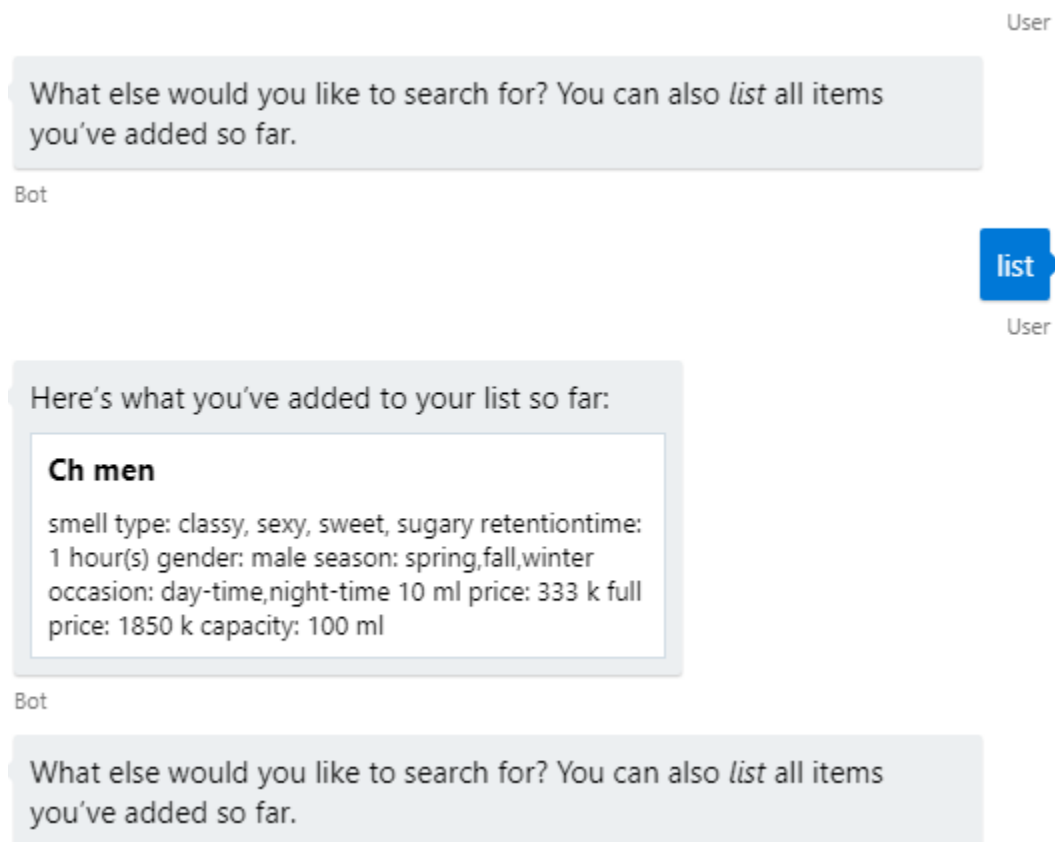 User
What else would you like to search for? You can also list all items
you’ve added so far.
Bot
list
User
Here’s what you’ve added to your list so far:
Ch men
smell type: classy, sexy, sweet, sugary retentiontime:
1 hour(s) gender: male season: spring,fall,winter
occasion: day-time,night-time 10 ml price: 333 k full
price: 1850 k capacity: 100 ml
Bot
What else would you like to search for? You can also list all items
you’ve added so far.